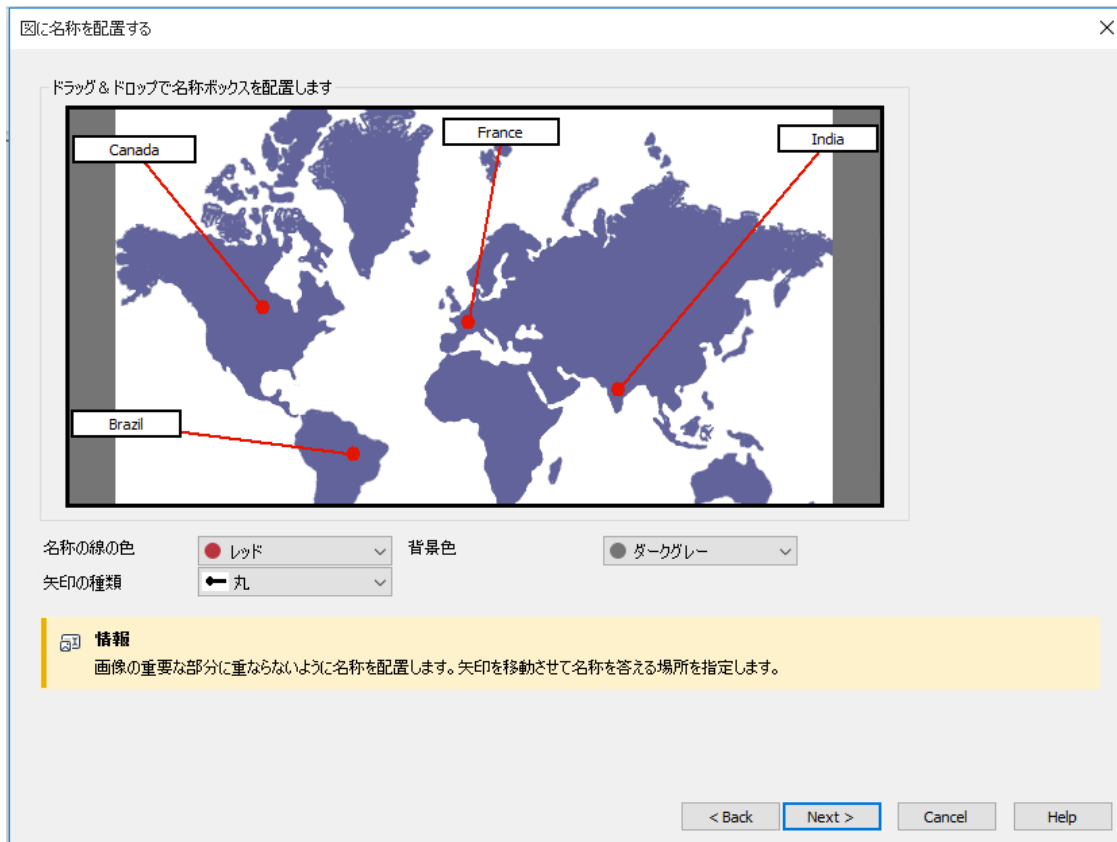 図に名称を配置する
ドラッグ & ドロップで名称ボックスを配置します
Canada
France
India
Brazil
名称の線の色
レッド
背景色
ダークグレー
矢印の種類
丸
情報
画像の重要な部分に重ならないように名称を配置します。矢印を移動させて名称を答える場所を指定します。
< Back
Next >
Cancel
Help